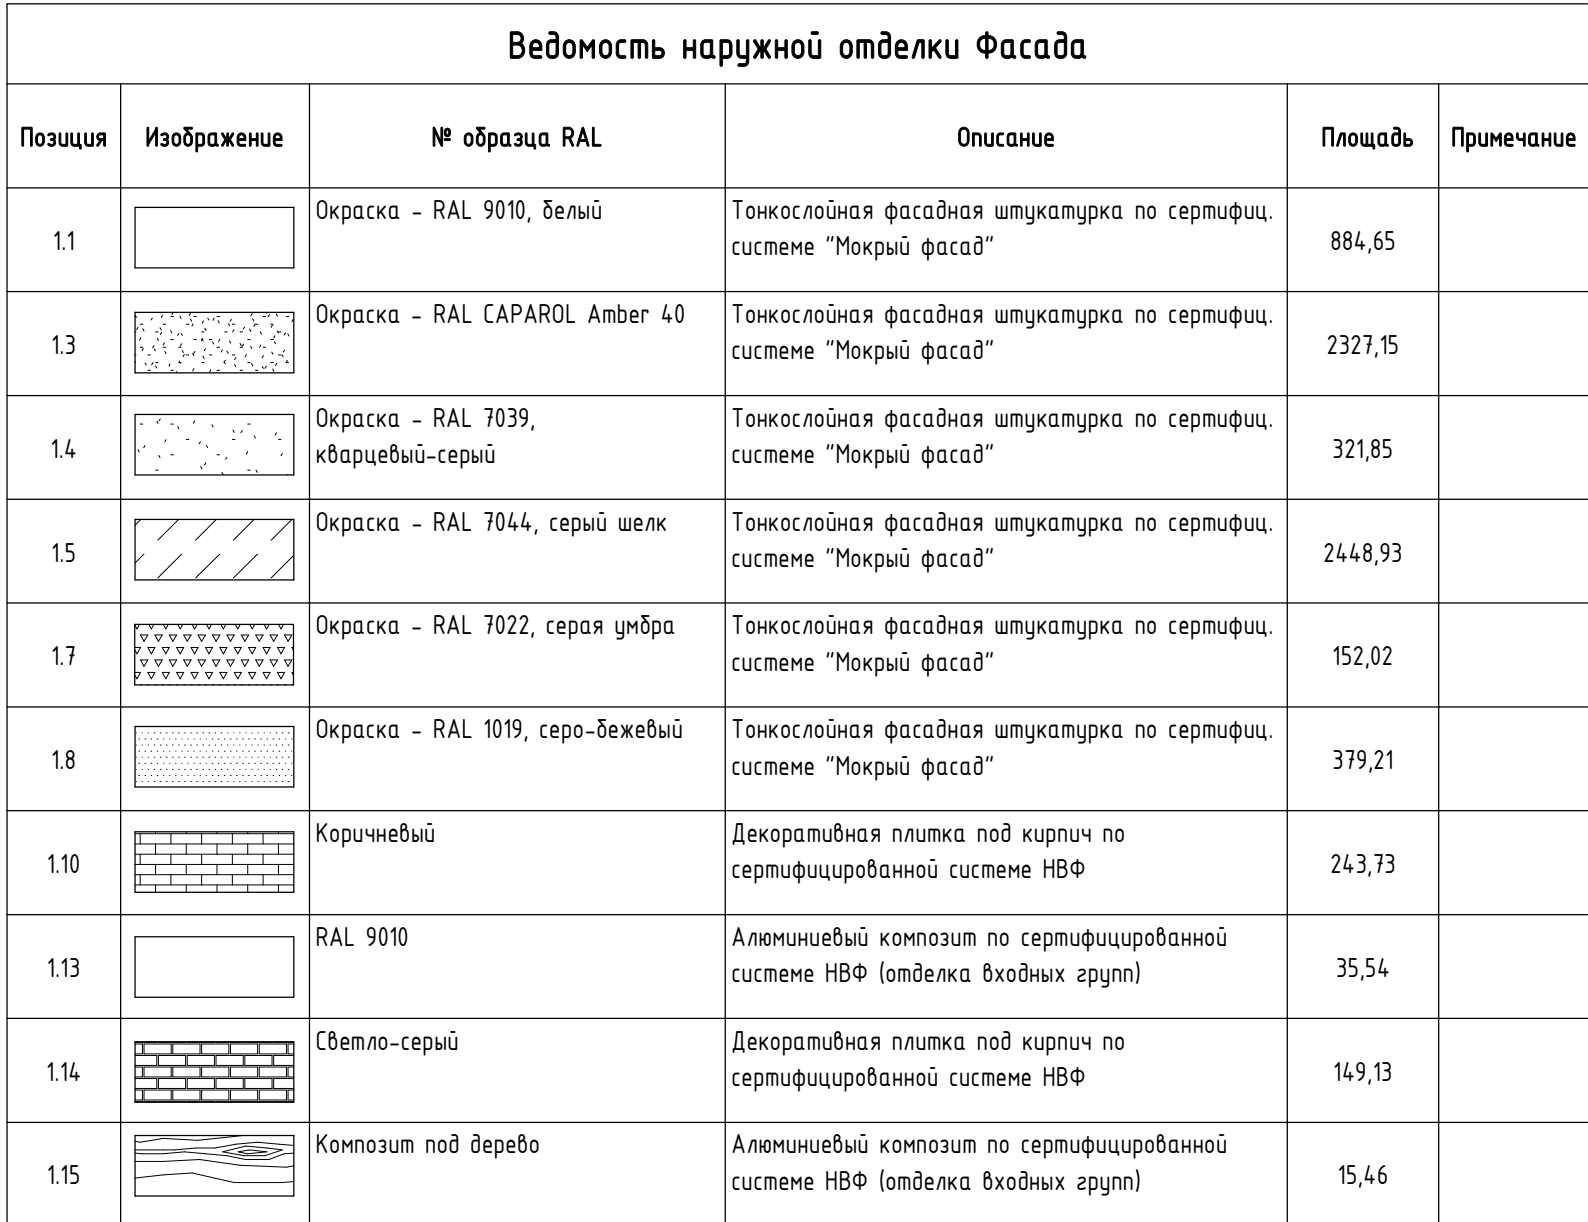 Ведомость наружной отделки Фасада
Позиция Изображение № образца RAL Описание Площадь Примечание
1.1 Окраска - RAL 9010, белый Тонкослойная фасадная штукатурка по сертифиц. 884,65
системе "Мокрый фасад"
1.3 Окраска - RAL CAPAROL Amber 40 Тонкослойная фасадная штукатурка по сертифиц. 2327,15
системе "Мокрый фасад"
1.4 Окраска - RAL 7039, Тонкослойная фасадная штукатурка по сертифиц. 321,85
кварцевый-серый системе "Мокрый фасад"
1.5 Окраска - RAL 7044, серый шелк Тонкослойная фасадная штукатурка по сертифиц. 2448,93
системе "Мокрый фасад"
1.7 Окраска - RAL 7022, серая умбра Тонкослойная фасадная штукатурка по сертифиц. 152,02
системе "Мокрый фасад"
1.8 Окраска - RAL 1019, серо-бежевый Тонкослойная фасадная штукатурка по сертифиц. 379,21
системе "Мокрый фасад"
1.10 Коричневый Декоративная плитка под кирпич по 243,73
сертифицированной системе НВФ
1.13 RAL 9010 Алюминиевый композит по сертифицированной 35,54
системе НВФ (отделка входных групп)
1.14 Светло-серый Декоративная плитка под кирпич по 149,13
сертифицированной системе НВФ
1.15 Композит под дерево Алюминиевый композит по сертифицированной 15,46
системе НВФ (отделка входных групп)